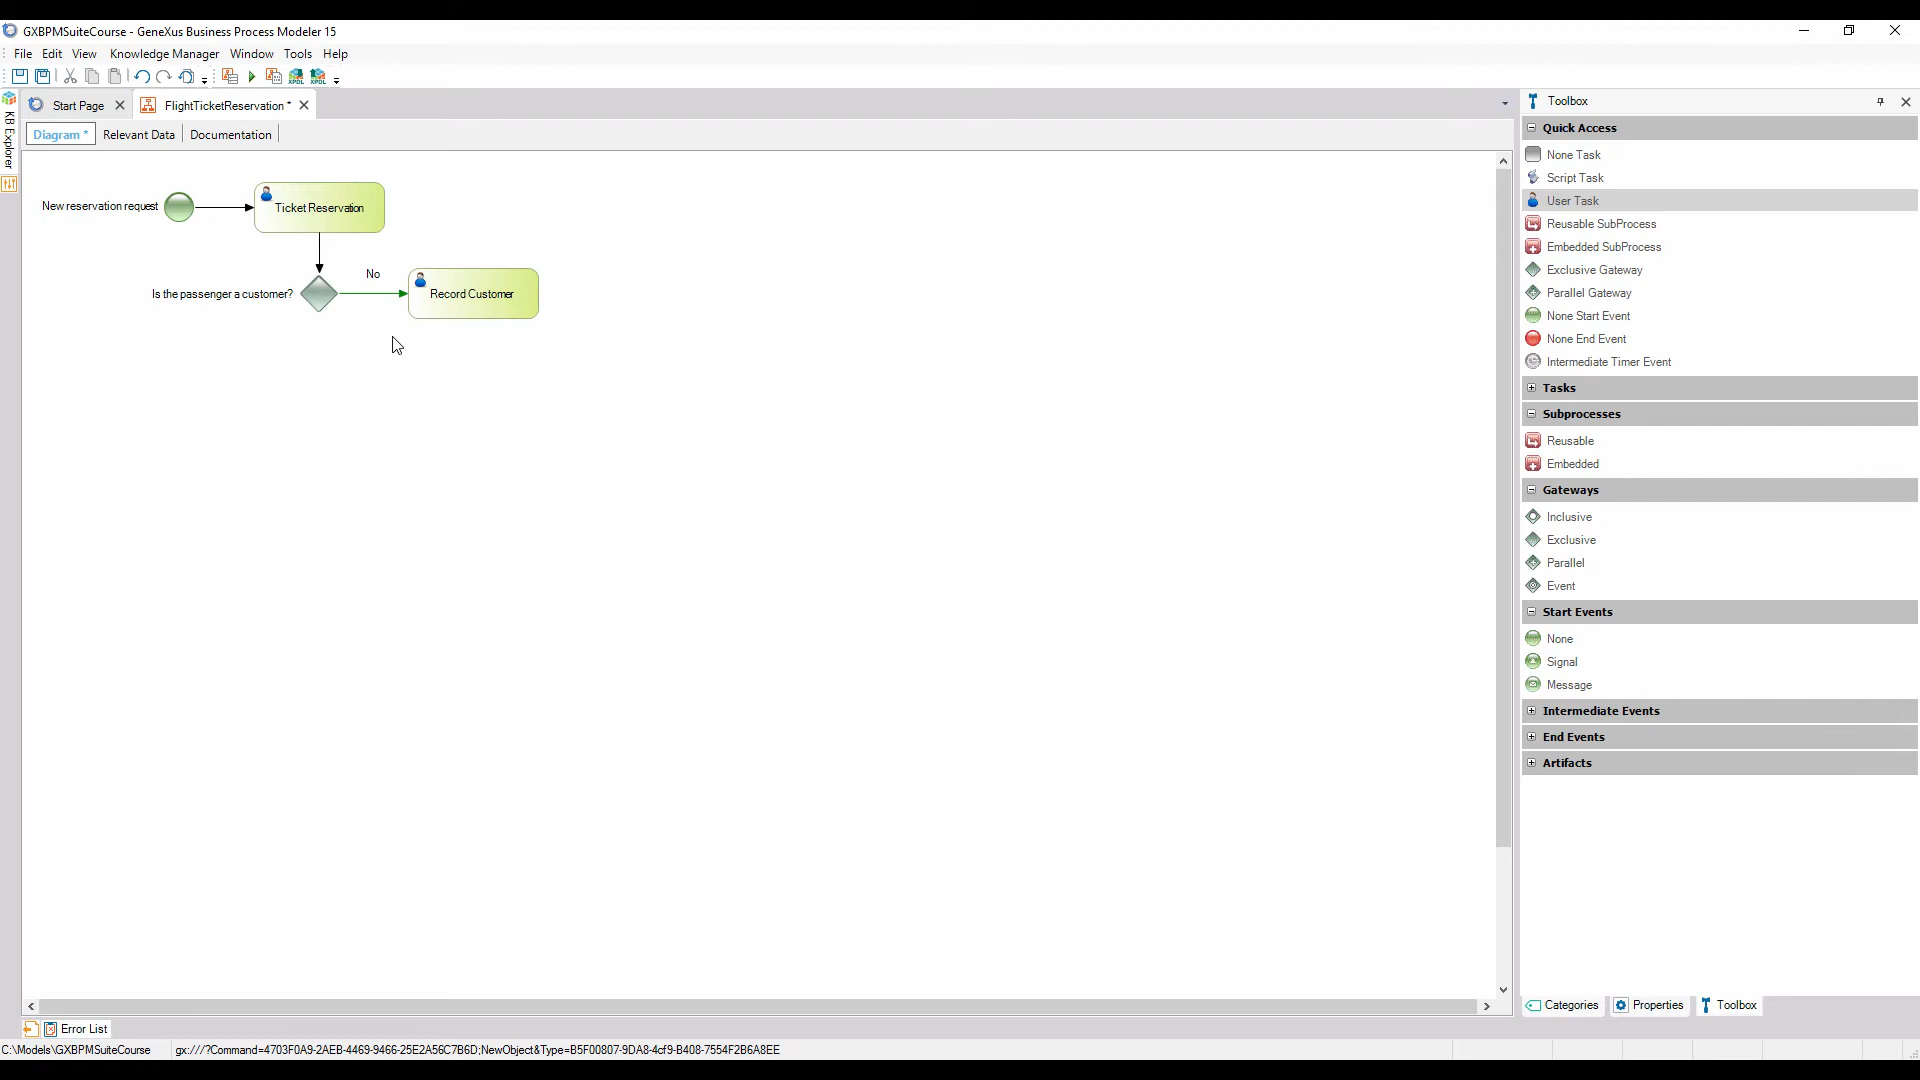 GXBPMSuiteCourse - GeneXus Business Process Modeler 15
File Edit View Knowledge Manager Window Tools Help
XPDL XPDL
KB Explorer
Start Page FlightTicketReservation *
Diagram * Relevant Data Documentation
New reservation request
Ticket Reservation
Is the passenger a customer?
No
Record Customer
Toolbox
Quick Access
None Task
Script Task
User Task
Reusable SubProcess
Embedded SubProcess
Exclusive Gateway
Parallel Gateway
None Start Event
None End Event
Intermediate Timer Event
Tasks
Subprocesses
Reusable
Embedded
Gateways
Inclusive
Exclusive
Parallel
Event
Start Events
None
Signal
Message
Intermediate Events
End Events
Artifacts
Categories Properties Toolbox
Error List
C:\Models\GXBPMSuiteCourse gx:///?Command=4703F0A9-2AEB-4469-9466-25E2A56C7B6D;NewObject&Type=B5F00807-9DA8-4cf9-B408-7554F2B6A8EE